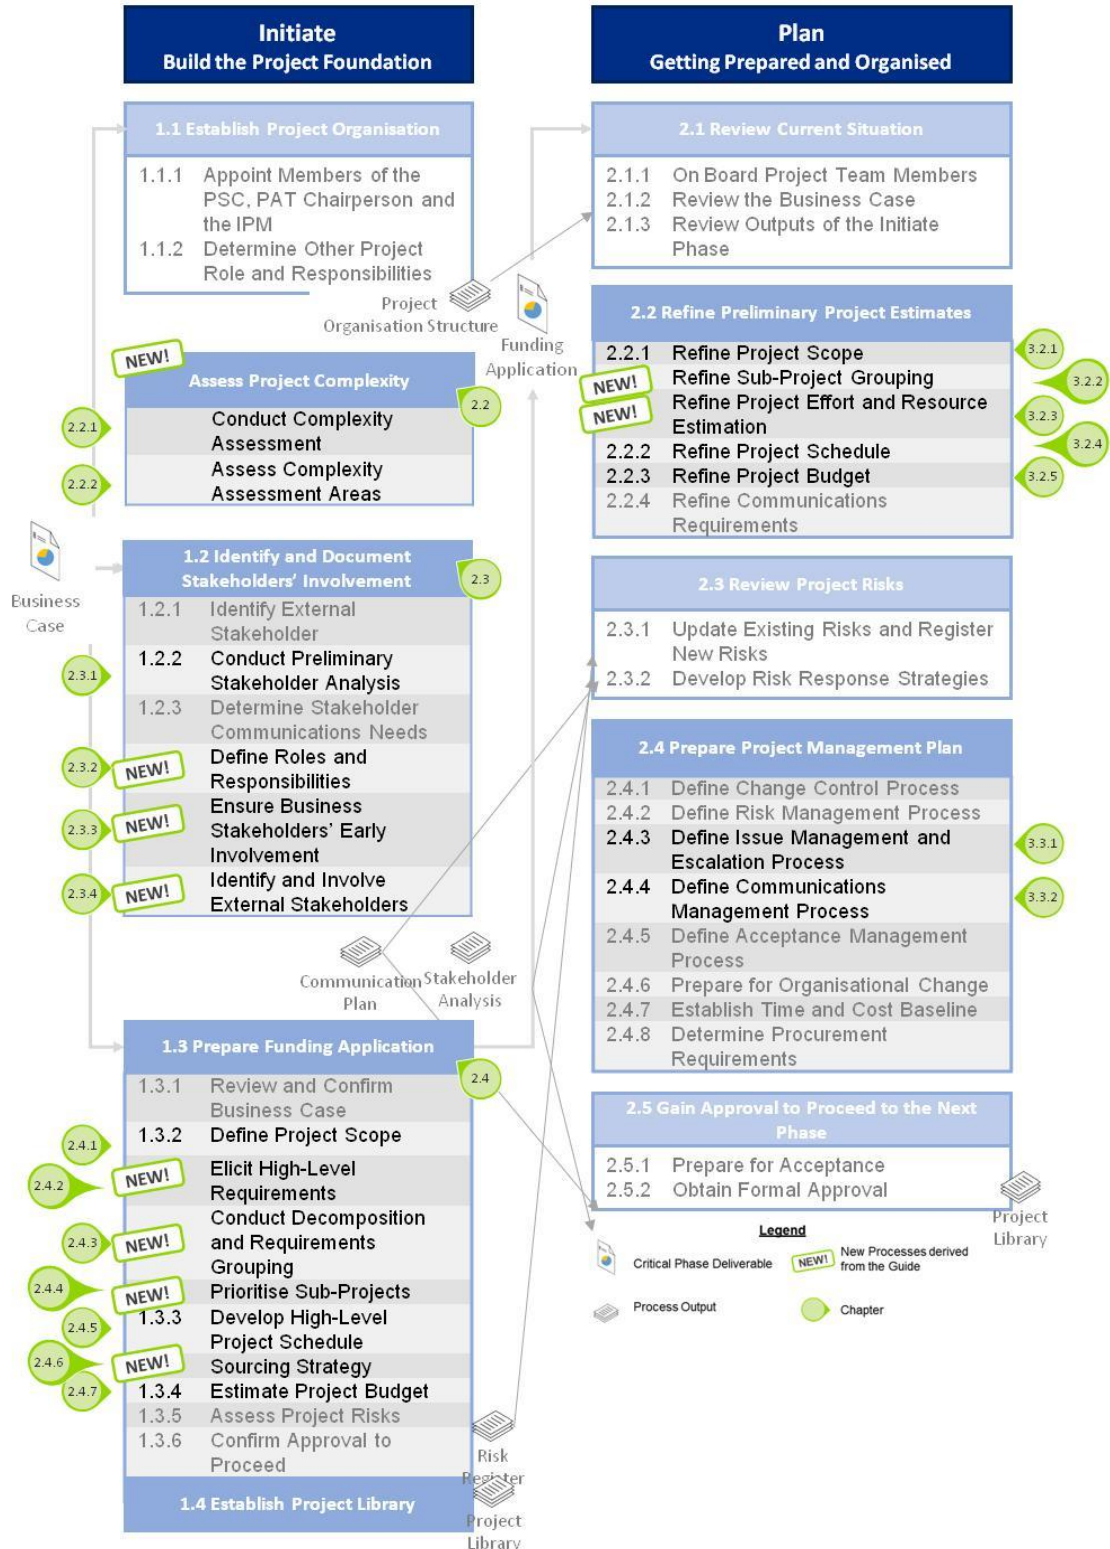 Initiate
Build the Project Foundation
1.1 Establish Project Organisation
1.1.1 Appoint Members of the
PSC, PAT Chairperson and
the IPM
1.1.2 Determine Other Project
Role and Responsibilities
Project
Organisation Structure
Funding
Application
NEW!
Assess Project Complexity
2.2
2.2.1
Conduct Complexity
Assessment
2.2.2
Assess Complexity
Assessment Areas
Business
Case
1.2 Identify and Document
Stakeholders' Involvement
2.3
1.2.1 Identify External
Stakeholder
2.3.1
1.2.2 Conduct Preliminary
Stakeholder Analysis
1.2.3 Determine Stakeholder
Communications Needs
2.3.2
NEW!
Define Roles and
Responsibilities
2.3.3
NEW!
Ensure Business
Stakeholders' Early
Involvement
2.3.4
NEW!
Identify and Involve
External Stakeholders
Communication
Plan
Stakeholder
Analysis
1.3 Prepare Funding Application
2.4
1.3.1 Review and Confirm
Business Case
2.4.1
1.3.2 Define Project Scope
2.4.2
NEW!
Elicit High-Level
Requirements
2.4.3
NEW!
Conduct Decomposition
and Requirements
Grouping
2.4.4
NEW!
Prioritise Sub-Projects
2.4.5
1.3.3 Develop High-Level
Project Schedule
2.4.6
NEW!
Sourcing Strategy
2.4.7
1.3.4 Estimate Project Budget
1.3.5 Assess Project Risks
1.3.6 Confirm Approval to
Proceed
Risk
Register
1.4 Establish Project Library
Project
Library
Plan
Getting Prepared and Organised
2.1 Review Current Situation
2.1.1 On Board Project Team Members
2.1.2 Review the Business Case
2.1.3 Review Outputs of the Initiate
Phase
2.2 Refine Preliminary Project Estimates
2.2.1 Refine Project Scope
3.2.1
NEW!
Refine Sub-Project Grouping
3.2.2
NEW!
Refine Project Effort and Resource
Estimation
3.2.3
2.2.2 Refine Project Schedule
3.2.4
2.2.3 Refine Project Budget
3.2.5
2.2.4 Refine Communications
Requirements
2.3 Review Project Risks
2.3.1 Update Existing Risks and Register
New Risks
2.3.2 Develop Risk Response Strategies
2.4 Prepare Project Management Plan
2.4.1 Define Change Control Process
2.4.2 Define Risk Management Process
2.4.3 Define Issue Management and
Escalation Process
3.3.1
2.4.4 Define Communications
Management Process
3.3.2
2.4.5 Define Acceptance Management
Process
2.4.6 Prepare for Organisational Change
2.4.7 Establish Time and Cost Baseline
2.4.8 Determine Procurement
Requirements
2.5 Gain Approval to Proceed to the Next
Phase
2.5.1 Prepare for Acceptance
2.5.2 Obtain Formal Approval
Project
Library
Legend
Critical Phase Deliverable
NEW!
New Processes derived
from the Guide
Process Output
Chapter